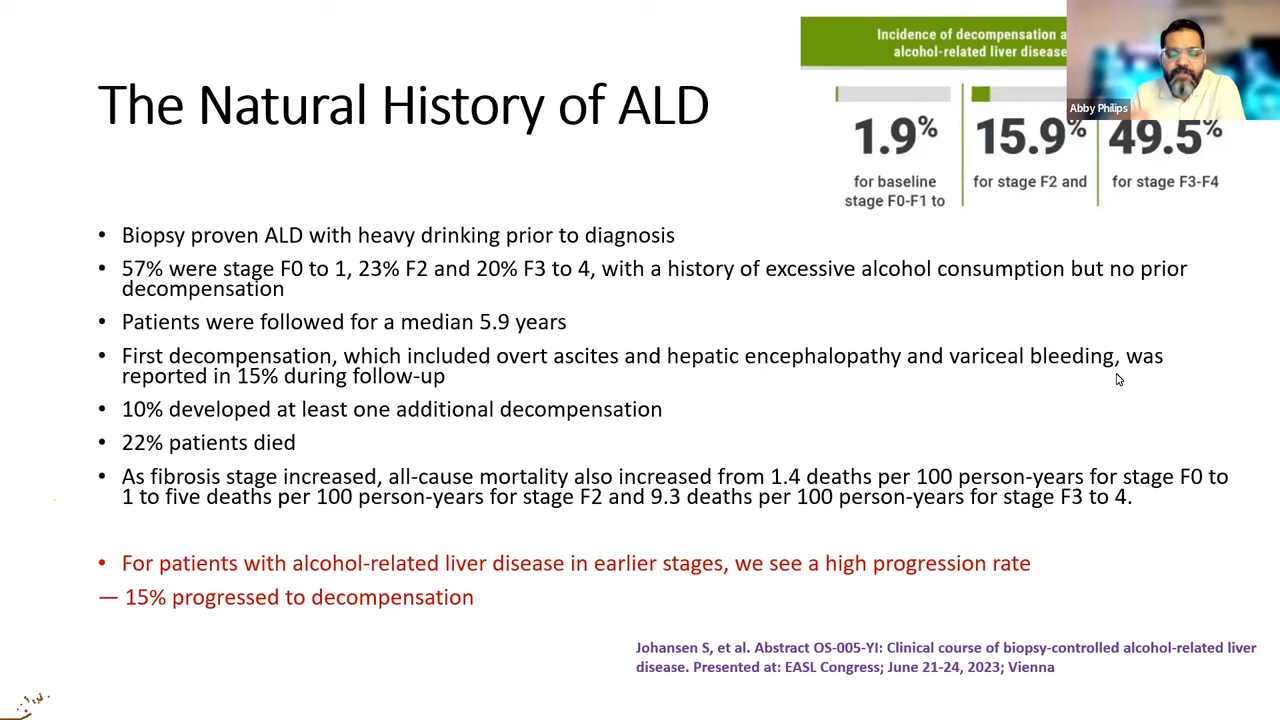 The Natural History of ALD
Incidence of decompensation a
alcohol-related liver disease
Abby Philips
1.9%
15.9%
49.5%
for baseline
stage F0-F1 to
for stage F2 and
for stage F3-F4
• Biopsy proven ALD with heavy drinking prior to diagnosis
• 57% were stage F0 to 1, 23% F2 and 20% F3 to 4, with a history of excessive alcohol consumption but no prior
decompensation
• Patients were followed for a median 5.9 years
• First decompensation, which included overt ascites and hepatic encephalopathy and variceal bleeding, was
reported in 15% during follow-up
• 10% developed at least one additional decompensation
• 22% patients died
• As fibrosis stage increased, all-cause mortality also increased from 1.4 deaths per 100 person-years for stage F0 to
1 to five deaths per 100 person-years for stage F2 and 9.3 deaths per 100 person-years for stage F3 to 4.
• For patients with alcohol-related liver disease in earlier stages, we see a high progression rate
— 15% progressed to decompensation
Johansen S, et al. Abstract OS-005-YI: Clinical course of biopsy-controlled alcohol-related liver
disease. Presented at: EASL Congress; June 21-24, 2023; Vienna